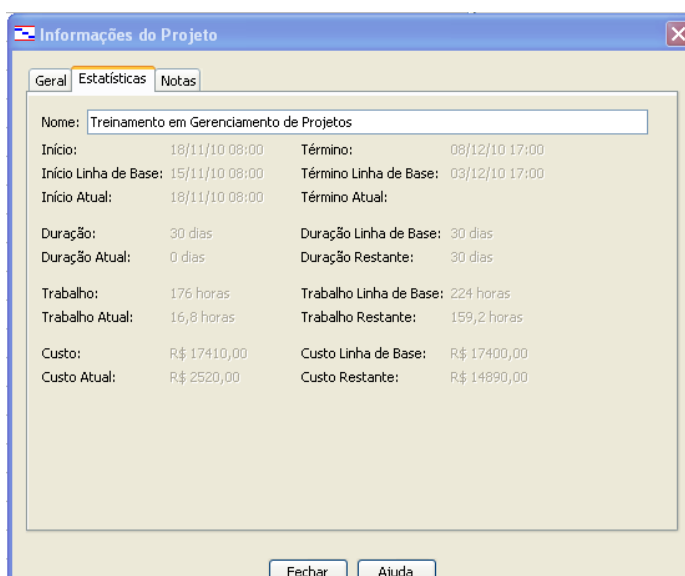 Informações do Projeto
Geral Estatísticas Notas
Nome: Treinamento em Gerenciamento de Projetos
Início: 18/11/10 08:00 Término: 08/12/10 17:00
Início Linha de Base: 15/11/10 08:00 Término Linha de Base: 03/12/10 17:00
Início Atual: 18/11/10 08:00 Término Atual:
Duração: 30 dias Duração Linha de Base: 30 dias
Duração Atual: 0 dias Duração Restante: 30 dias
Trabalho: 176 horas Trabalho Linha de Base: 224 horas
Trabalho Atual: 16,8 horas Trabalho Restante: 159,2 horas
Custo: R$ 17410,00 Custo Linha de Base: R$ 17400,00
Custo Atual: R$ 2520,00 Custo Restante: R$ 14890,00
Fechar Ajuda